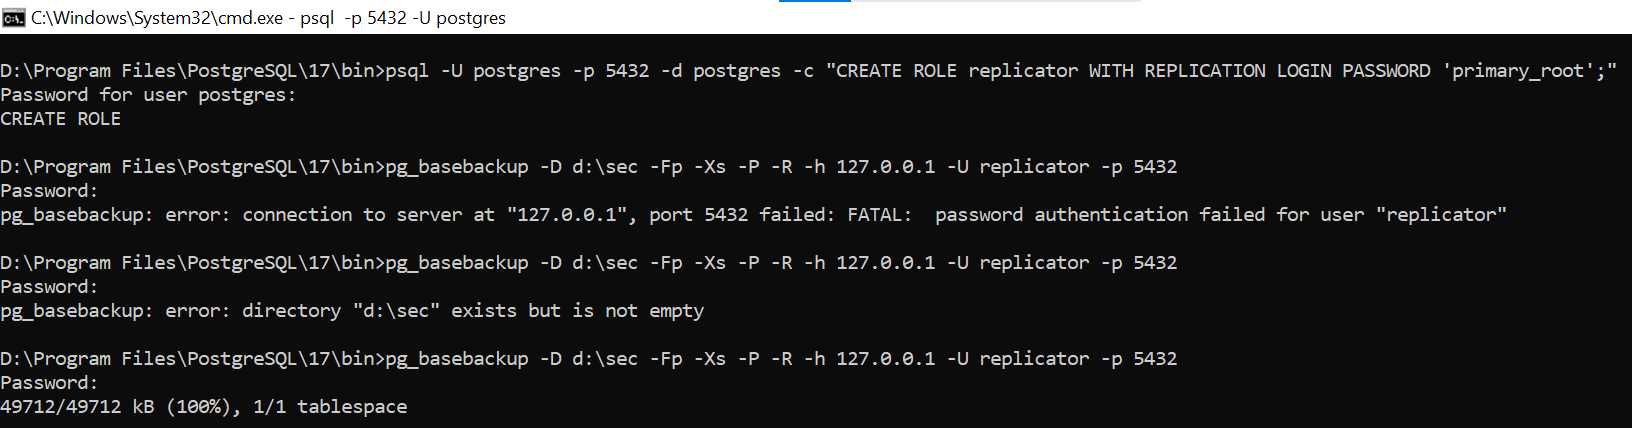 C:\Windows\System32\cmd.exe - psql  -p 5432 -U postgres
D:\Program Files\PostgreSQL\17\bin>psql -U postgres -p 5432 -d postgres -c "CREATE ROLE replicator WITH REPLICATION LOGIN PASSWORD 'primary_root';"
Password for user postgres:
CREATE ROLE
D:\Program Files\PostgreSQL\17\bin>pg_basebackup -D d:\sec -Fp -Xs -P -R -h 127.0.0.1 -U replicator -p 5432
Password:
pg_basebackup: error: connection to server at "127.0.0.1", port 5432 failed: FATAL:  password authentication failed for user "replicator"
D:\Program Files\PostgreSQL\17\bin>pg_basebackup -D d:\sec -Fp -Xs -P -R -h 127.0.0.1 -U replicator -p 5432
Password:
pg_basebackup: error: directory "d:\sec" exists but is not empty
D:\Program Files\PostgreSQL\17\bin>pg_basebackup -D d:\sec -Fp -Xs -P -R -h 127.0.0.1 -U replicator -p 5432
Password:
49712/49712 kB (100%), 1/1 tablespace